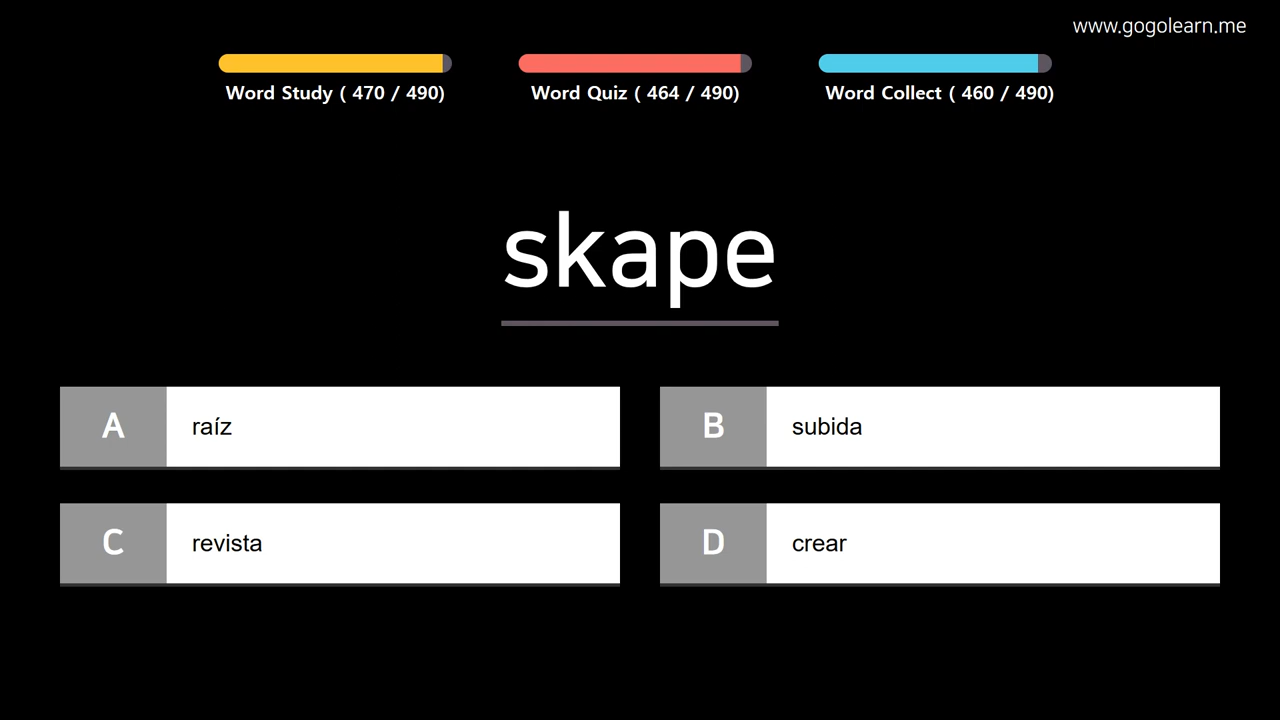 www.gogolearn.me
Word Study ( 470 / 490)
Word Quiz ( 464 / 490)
Word Collect ( 460 / 490)
skape
A raíz
B subida
C revista
D crear